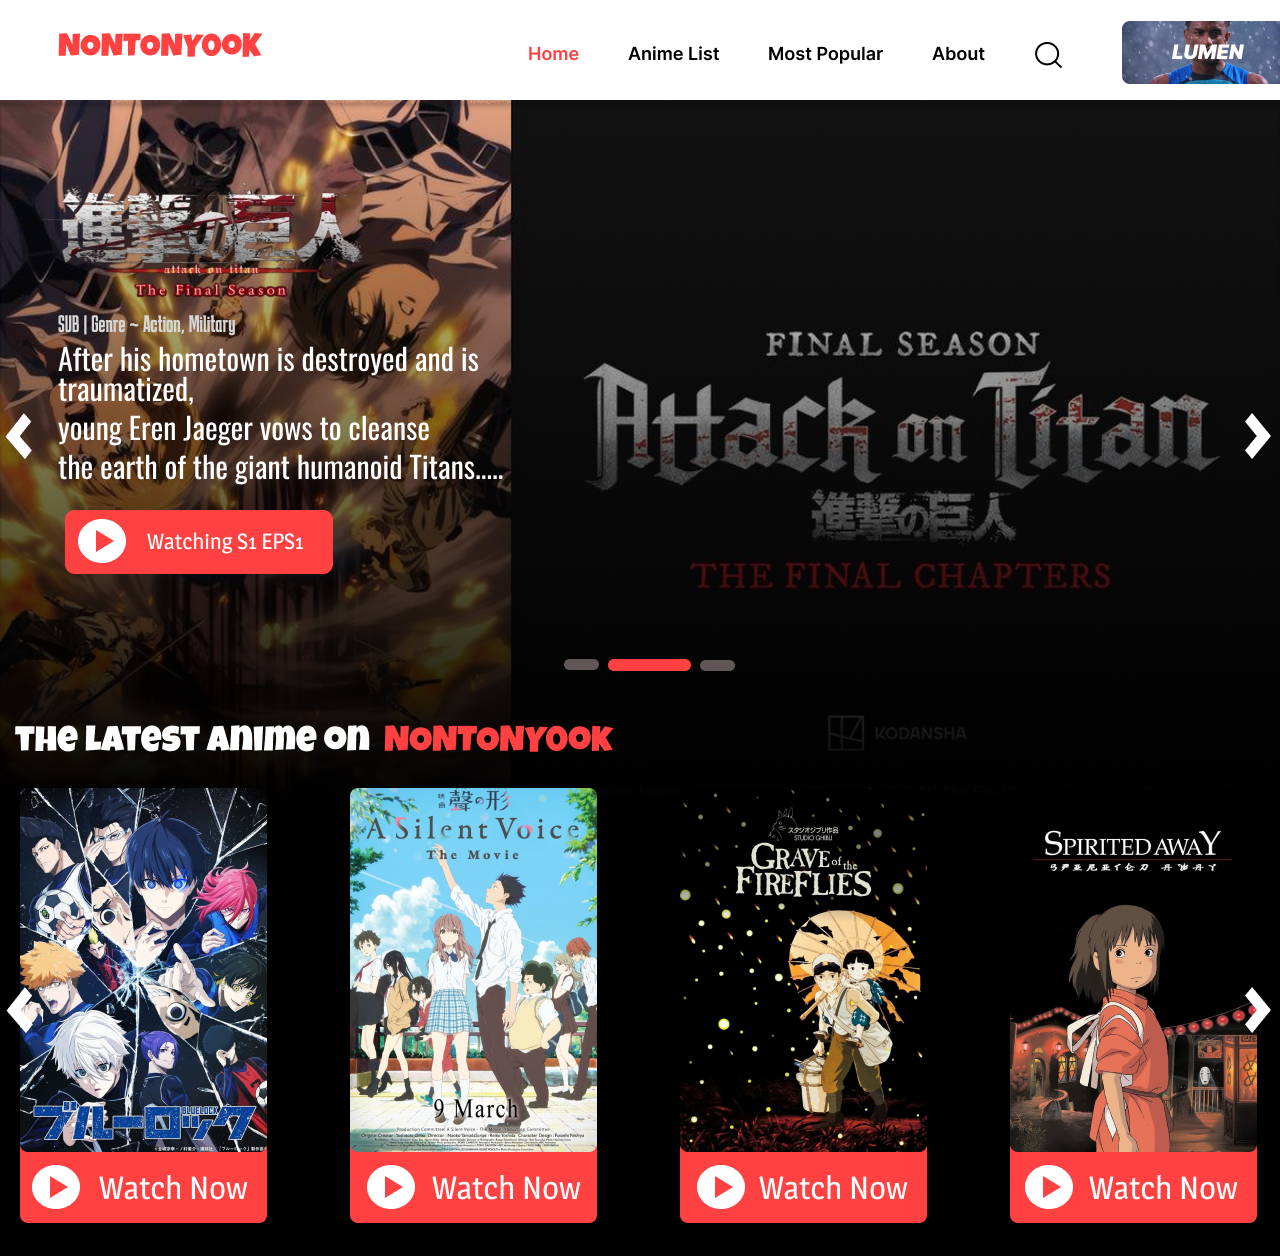 NONTONYOOK
Home
Anime List
Most Popular
About
LUMEN
進撃の巨人
attack on titan
The Final Season
SUB | Genre ~ Action, Military
After his hometown is destroyed and is
traumatized,
young Eren Jaeger vows to cleanse
the earth of the giant humanoid Titans.....
Watching S1 EPS1
FINAL SEASON
Attack on Titan
進撃の巨人
THE FINAL CHAPTERS
KODANSHA
The Latest Anime on NONTONYOOK
BLUELOCK
ブルーロック
Watch Now
映画 聲の形
A Silent Voice
The Movie
9 March
Watch Now
スタジオジブリ作品
STUDIO GHIBLI
GRAVE of the
FIREFLIES
Watch Now
SPIRITED AWAY
Watch Now